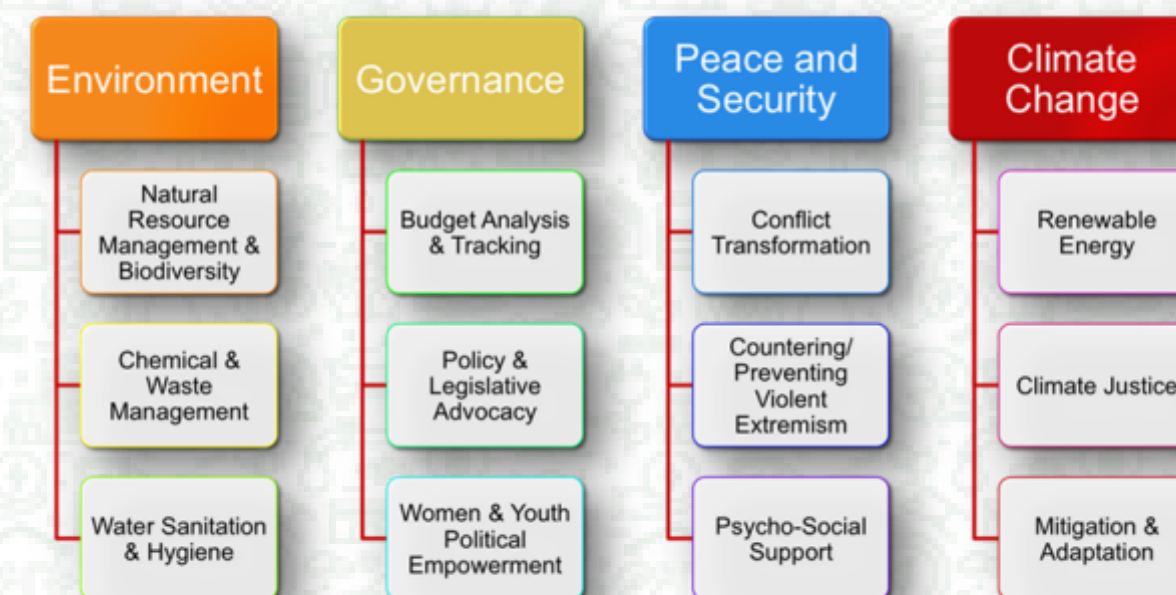 Environment
Natural
Resource
Management &
Biodiversity
Chemical &
Waste
Management
Water Sanitation
& Hygiene
Governance
Budget Analysis
& Tracking
Policy &
Legislative
Advocacy
Women & Youth
Political
Empowerment
Peace and
Security
Conflict
Transformation
Countering/
Preventing
Violent
Extremism
Psycho-Social
Support
Climate
Change
Renewable
Energy
Climate Justice
Mitigation &
Adaptation